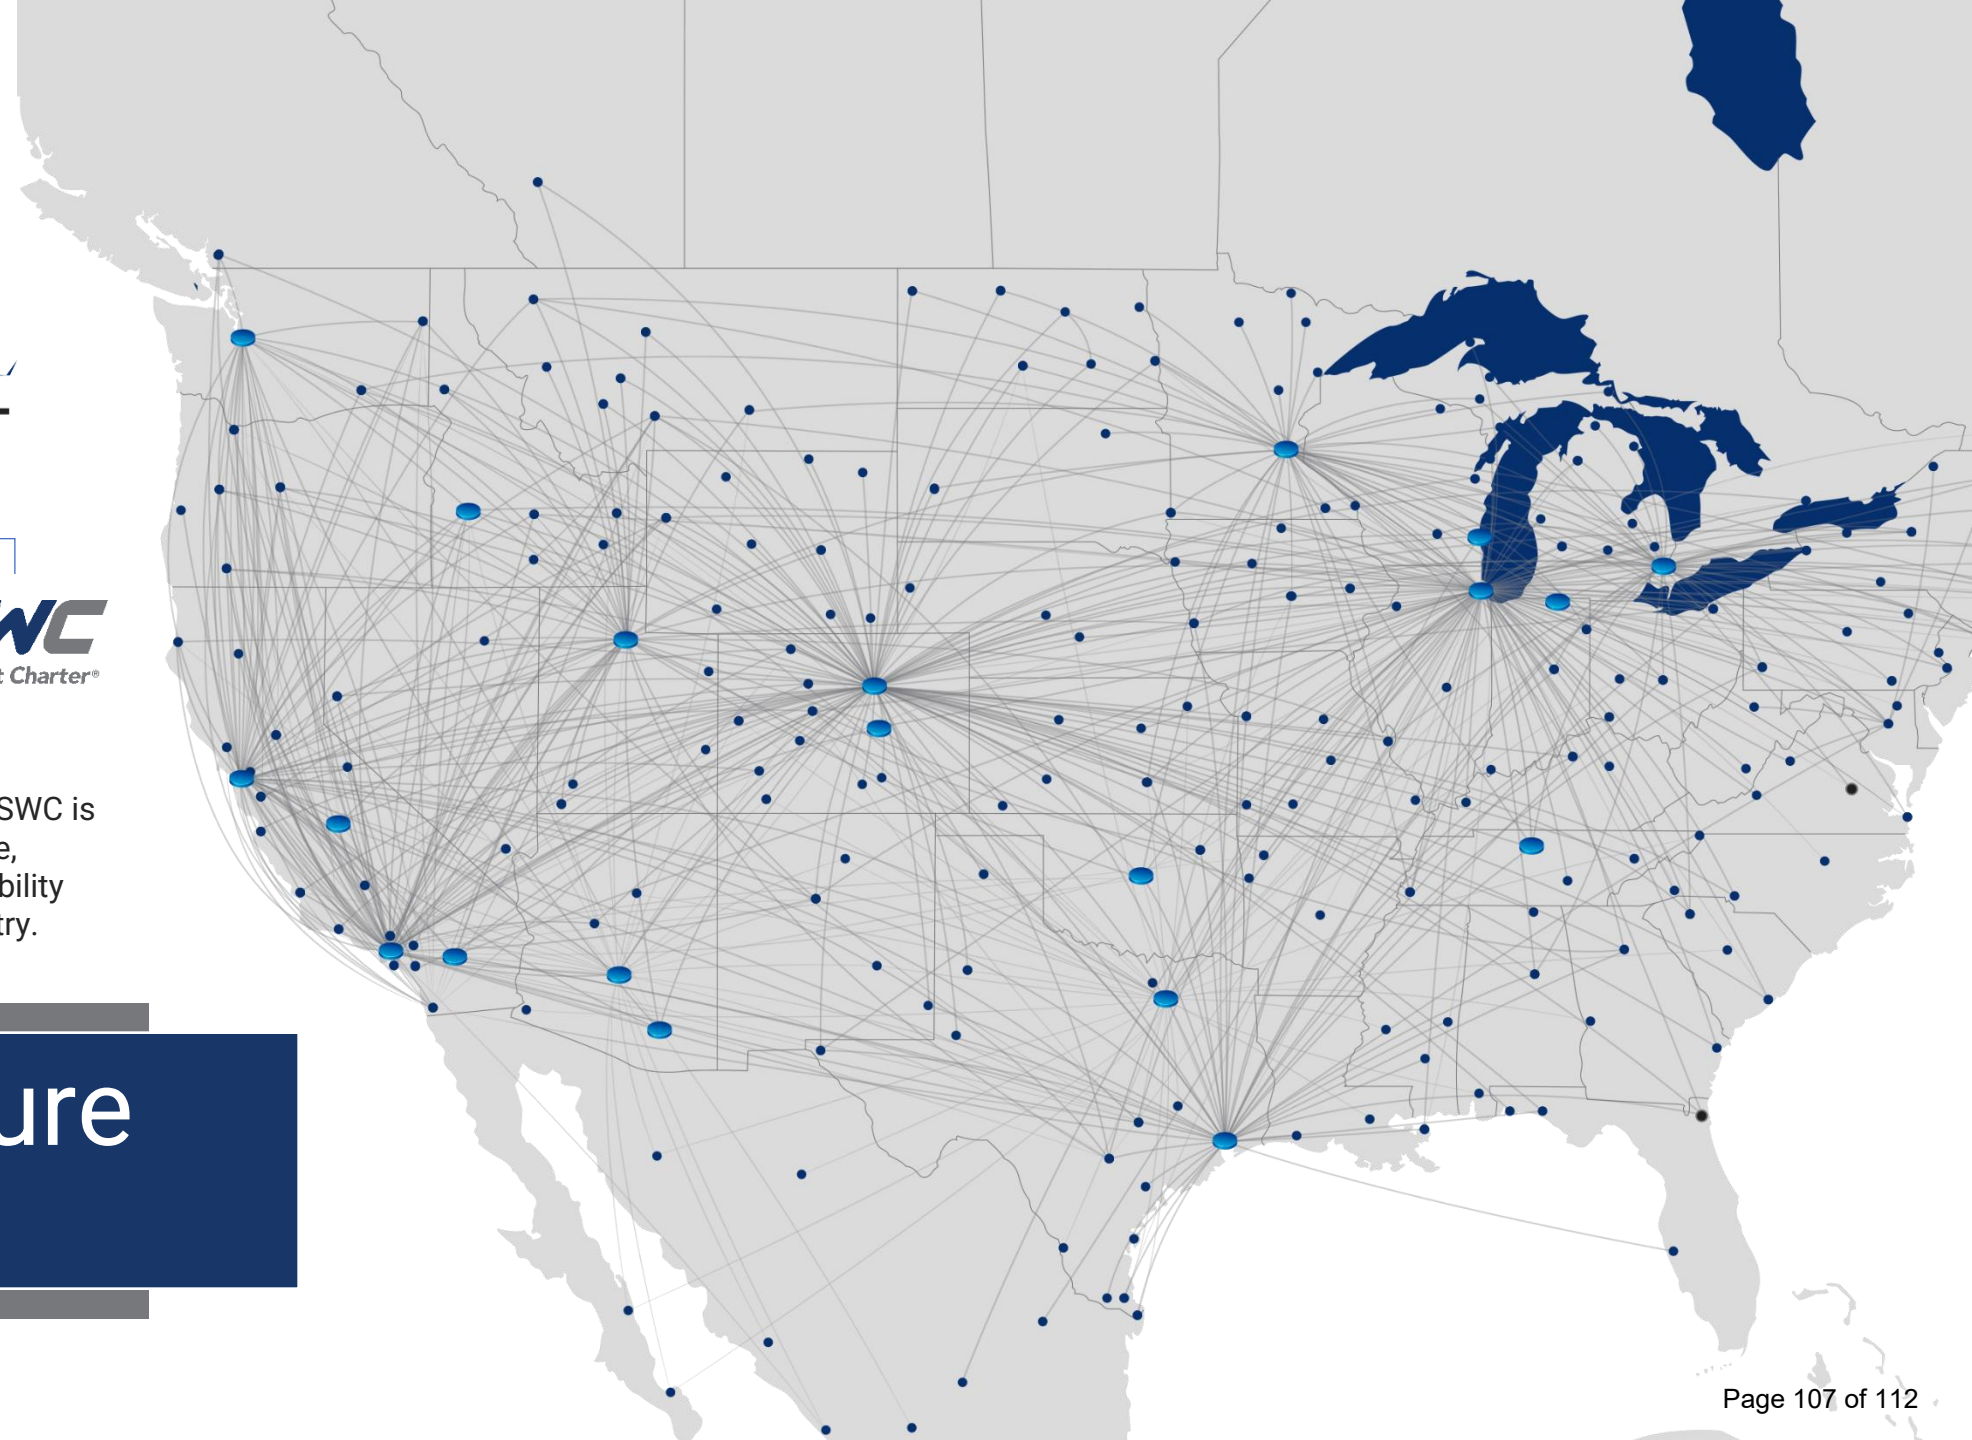 WC
t Charter®
SWC is
e,
bility
try.
ure
Page 107 of 112